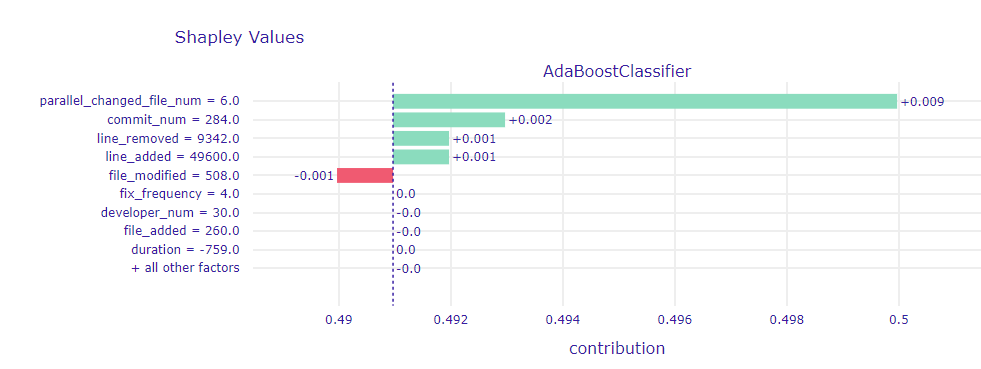 Shapley Values
AdaBoostClassifier
parallel_changed_file_num = 6.0 +0.009
commit_num = 284.0 +0.002
line_removed = 9342.0 +0.001
line_added = 49600.0 +0.001
file_modified = 508.0 -0.001
fix_frequency = 4.0 0.0
developer_num = 30.0 -0.0
file_added = 260.0 -0.0
duration = -759.0 0.0
+ all other factors -0.0
0.49 0.492 0.494 0.496 0.498 0.5
contribution